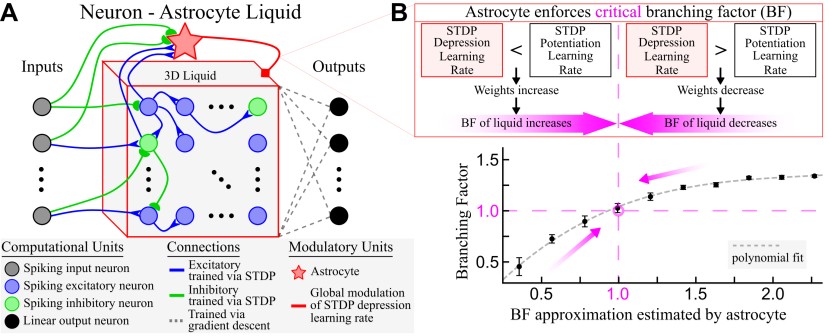 A
Neuron - Astrocyte Liquid
Inputs
3D Liquid
Outputs
Computational Units
Spiking input neuron
Spiking excitatory neuron
Spiking inhibitory neuron
Linear output neuron
Connections
Excitatory
trained via STDP
Inhibitory
trained via STDP
Trained via
gradient descent
Modulatory Units
Astrocyte
Global modulation
of STDP depression
learning rate
B
Astrocyte enforces critical branching factor (BF)
STDP
Depression
Learning
Rate
<
STDP
Potentiation
Learning
Rate
STDP
Depression
Learning
Rate
>
STDP
Potentiation
Learning
Rate
Weights increase
Weights decrease
BF of liquid increases
BF of liquid decreases
Branching Factor
1.5
1.0
0.5
polynomial fit
0.5 1.0 1.5 2.0
BF approximation estimated by astrocyte